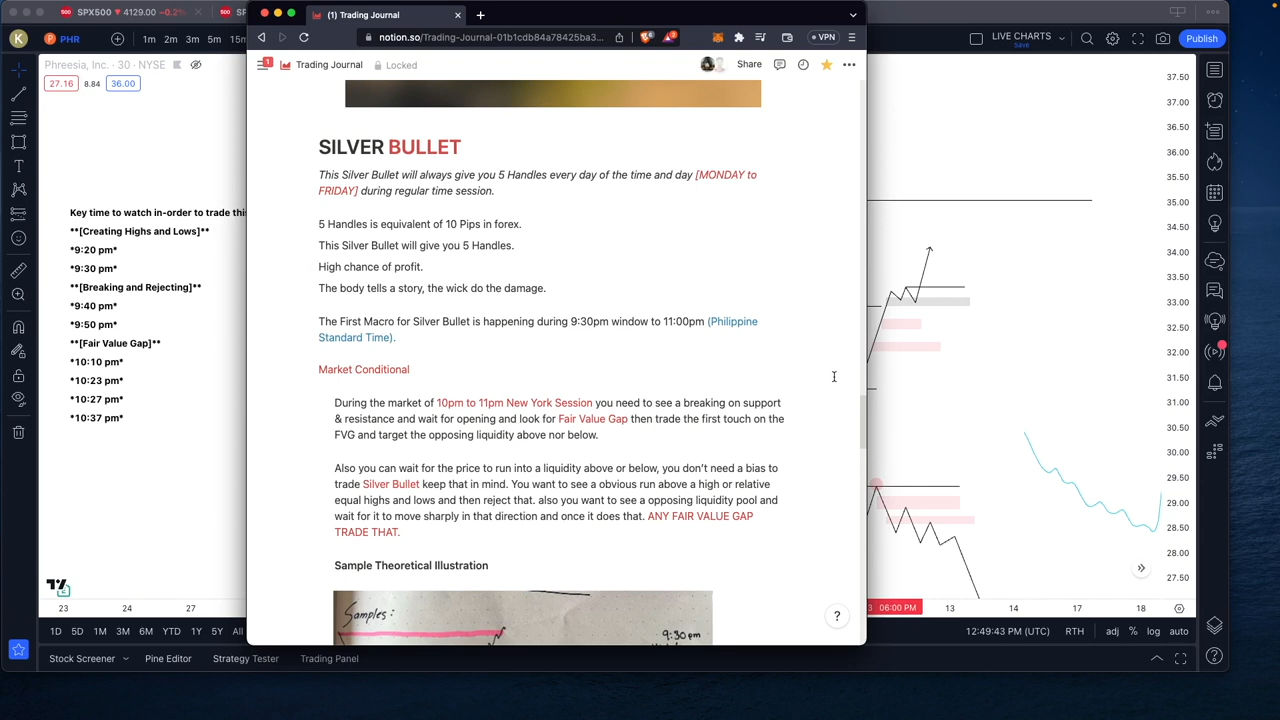 SPX500 ▼ 4129.00 −0.2%
SP
(1) Trading Journal
K
PHR
1m 2m 3m 5m 15m
notion.so/Trading-Journal-01b1cdb84a78425ba3...
VPN
LIVE CHARTS
Save
Publish
Phreesia, Inc. · 30 · NYSE
27.16 8.84 36.00
Trading Journal Locked
Share
SILVER BULLET
This Silver Bullet will always give you 5 Handles every day of the time and day [MONDAY to
FRIDAY] during regular time session.
5 Handles is equivalent of 10 Pips in forex.
This Silver Bullet will give you 5 Handles.
High chance of profit.
The body tells a story, the wick do the damage.
The First Macro for Silver Bullet is happening during 9:30pm window to 11:00pm (Philippine
Standard Time).
Market Conditional
During the market of 10pm to 11pm New York Session you need to see a breaking on support
& resistance and wait for opening and look for Fair Value Gap then trade the first touch on the
FVG and target the opposing liquidity above nor below.
Also you can wait for the price to run into a liquidity above or below, you don't need a bias to
trade Silver Bullet keep that in mind. You want to see a obvious run above a high or relative
equal highs and lows and then reject that. also you want to see a opposing liquidity pool and
wait for it to move sharply in that direction and once it does that. ANY FAIR VALUE GAP
TRADE THAT.
Sample Theoretical Illustration
Samples:
9:30pm
Key time to watch in-order to trade this
**[Creating Highs and Lows]**
*9:20 pm*
*9:30 pm*
**[Breaking and Rejecting]**
*9:40 pm*
*9:50 pm*
**[Fair Value Gap]**
*10:10 pm*
*10:23 pm*
*10:27 pm*
*10:37 pm*
37.50
37.00
36.50
36.00
35.50
35.00
34.50
34.00
33.50
33.00
32.50
32.00
31.50
31.00
30.50
30.00
29.50
29.00
28.50
28.00
27.50
23 24 27
3 06:00 PM 13 14 17 18
1D 5D 1M 3M 6M YTD 1Y 5Y All
12:49:43 PM (UTC) RTH adj % log auto
Stock Screener Pine Editor Strategy Tester Trading Panel